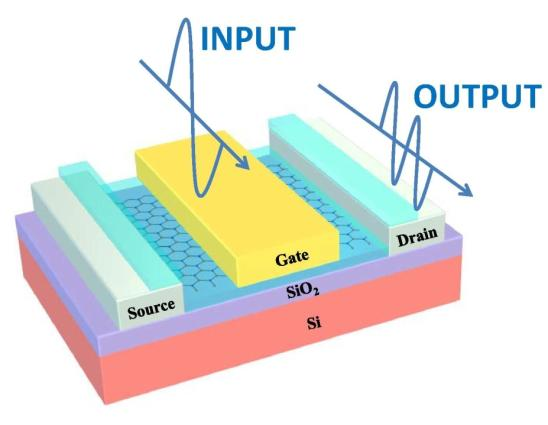 INPUT
OUTPUT
Gate
Drain
SiO₂
Source
Si